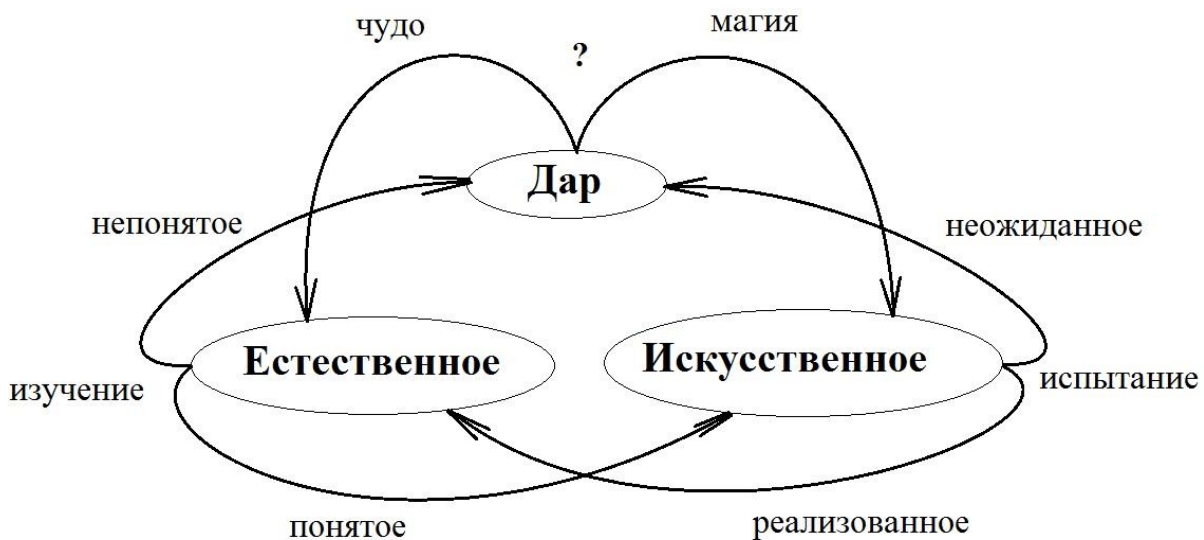 чудо
магия
?
Дар
непонятое
неожиданное
Естественное
Искусственное
изучение
испытание
понятое
реализованное